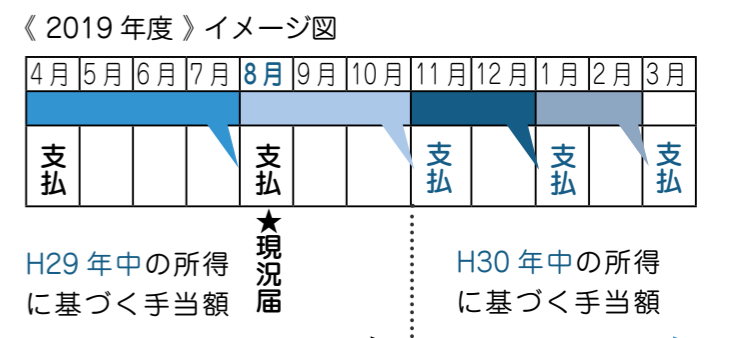 《 2019 年度 》イメージ図
4月 5月 6月 7月 8月 9月 10月 11月 12月 1月 2月 3月
支払 支払 支払 支払 支払
★現況届
H29 年中の所得
に基づく手当額
H30 年中の所得
に基づく手当額